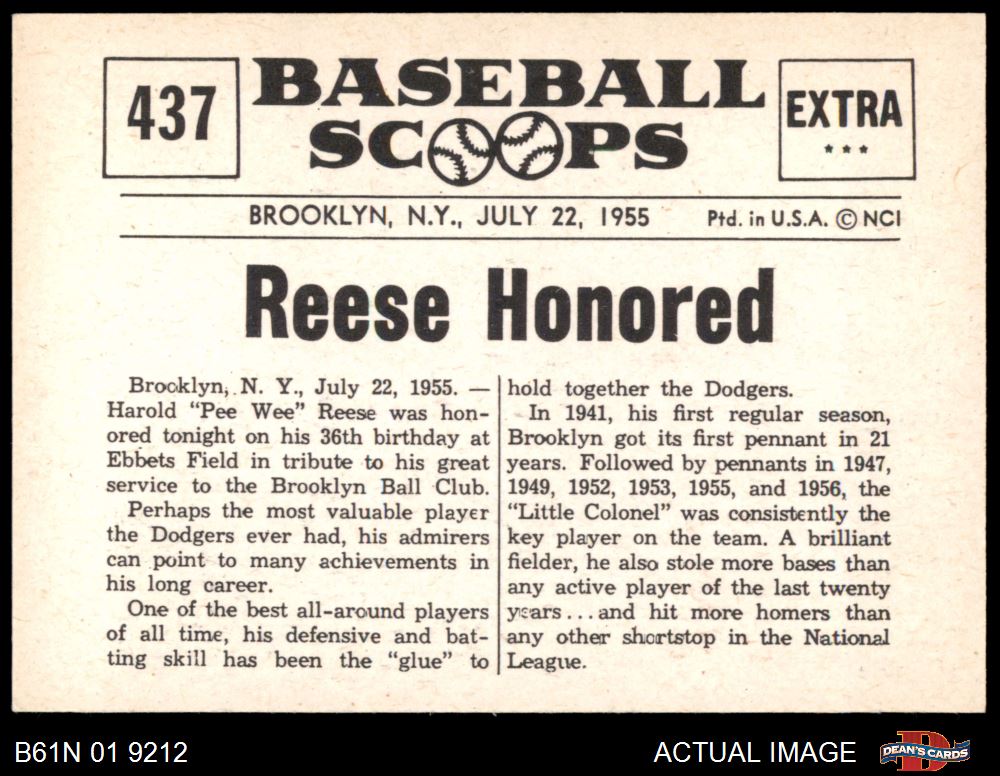 437
BASEBALL
SCOOPS
EXTRA
***
BROOKLYN, N.Y., JULY 22, 1955
Ptd. in U.S.A. © NCI
Reese Honored
Brooklyn, N. Y., July 22, 1955. —
Harold “Pee Wee” Reese was hon-
ored tonight on his 36th birthday at
Ebbets Field in tribute to his great
service to the Brooklyn Ball Club.
Perhaps the most valuable player
the Dodgers ever had, his admirers
can point to many achievements in
his long career.
One of the best all-around players
of all time, his defensive and bat-
ting skill has been the “glue” to
hold together the Dodgers.
In 1941, his first regular season,
Brooklyn got its first pennant in 21
years. Followed by pennants in 1947,
1949, 1952, 1953, 1955, and 1956, the
“Little Colonel” was consistently the
key player on the team. A brilliant
fielder, he also stole more bases than
any active player of the last twenty
years...and hit more homers than
any other shortstop in the National
League.
B61N 01 9212
ACTUAL IMAGE
D
DEAN'S CARDS